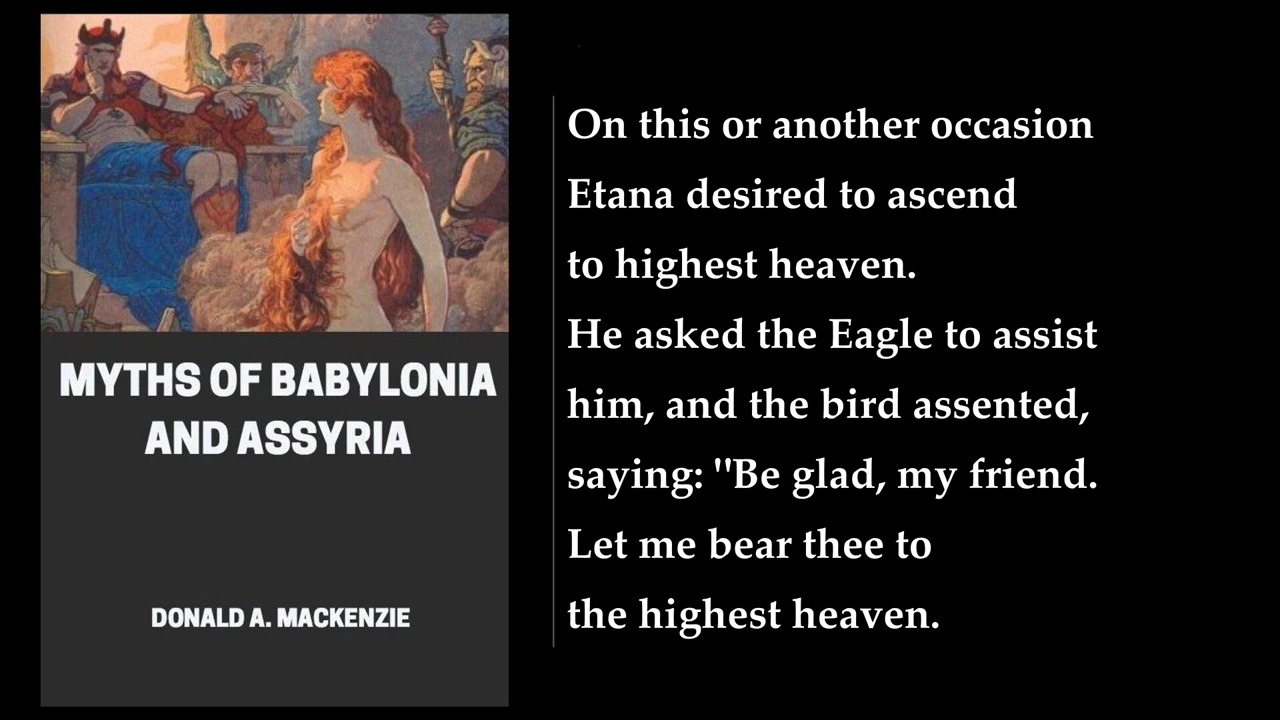 MYTHS OF BABYLONIA
AND ASSYRIA
DONALD A. MACKENZIE
On this or another occasion
Etana desired to ascend
to highest heaven.
He asked the Eagle to assist
him, and the bird assented,
saying: "Be glad, my friend.
Let me bear thee to
the highest heaven.